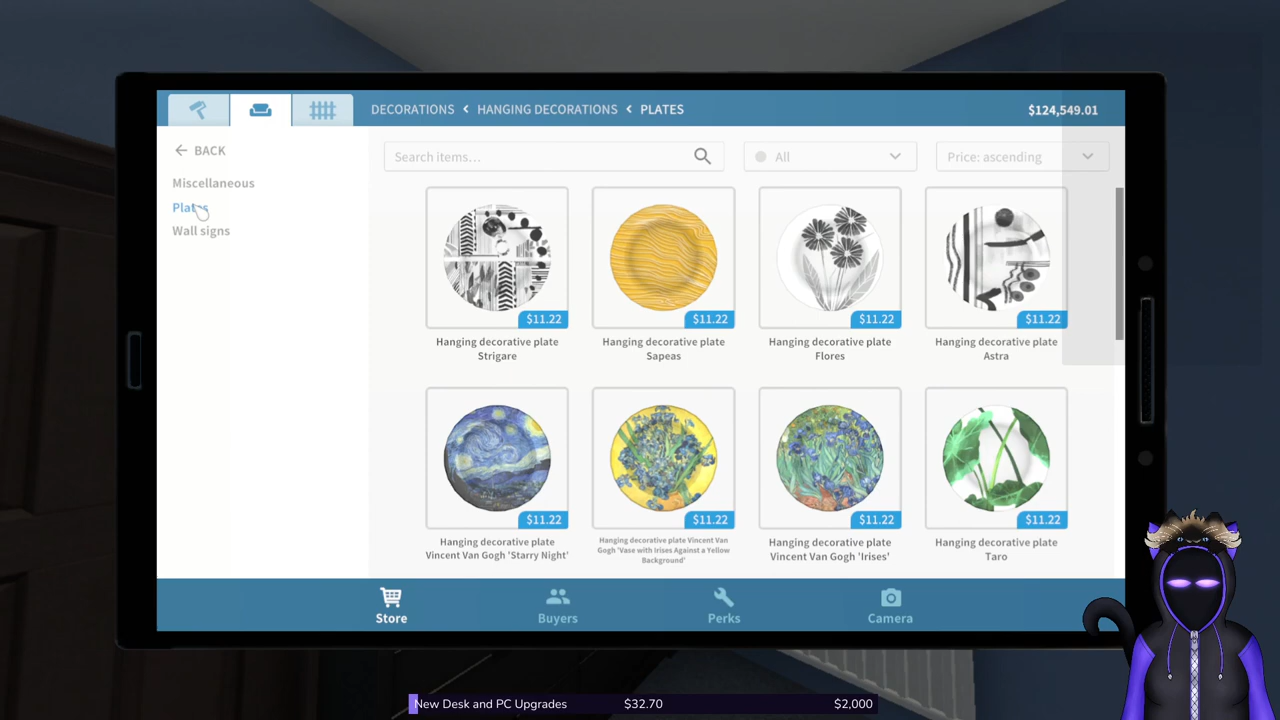 DECORATIONS < HANGING DECORATIONS < PLATES
$124,549.01
BACK
Search items...
All
Price: ascending
Miscellaneous
Plates
Wall signs
$11.22
$11.22
$11.22
$11.22
Hanging decorative plate
Strigare
Hanging decorative plate
Sapeas
Hanging decorative plate
Flores
Hanging decorative plate
Astra
$11.22
$11.22
$11.22
$11.22
Hanging decorative plate
Vincent Van Gogh 'Starry Night'
Hanging decorative plate Vincent Van
Gogh 'Vase with Irises Against a Yellow
Background'
Hanging decorative plate
Vincent Van Gogh 'Irises'
Hanging decorative plate
Taro
Store
Buyers
Perks
Camera
New Desk and PC Upgrades $32.70 $2,000